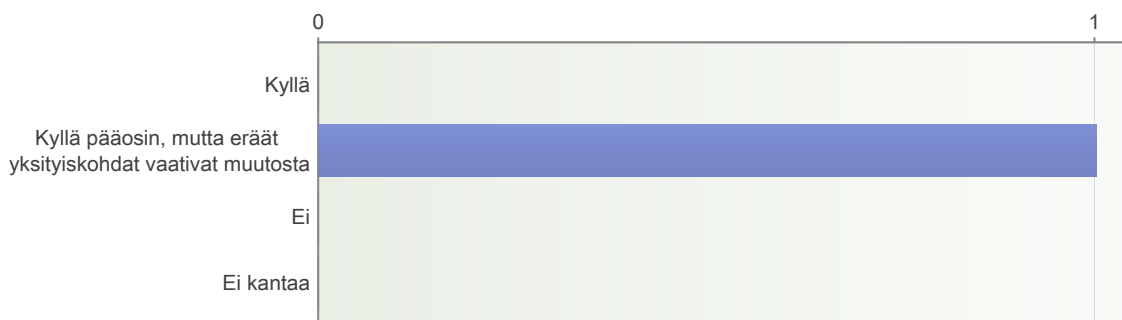 0 1
Kyllä
Kyllä pääosin, mutta eräät
yksityiskohdat vaativat muutosta
Ei
Ei kantaa